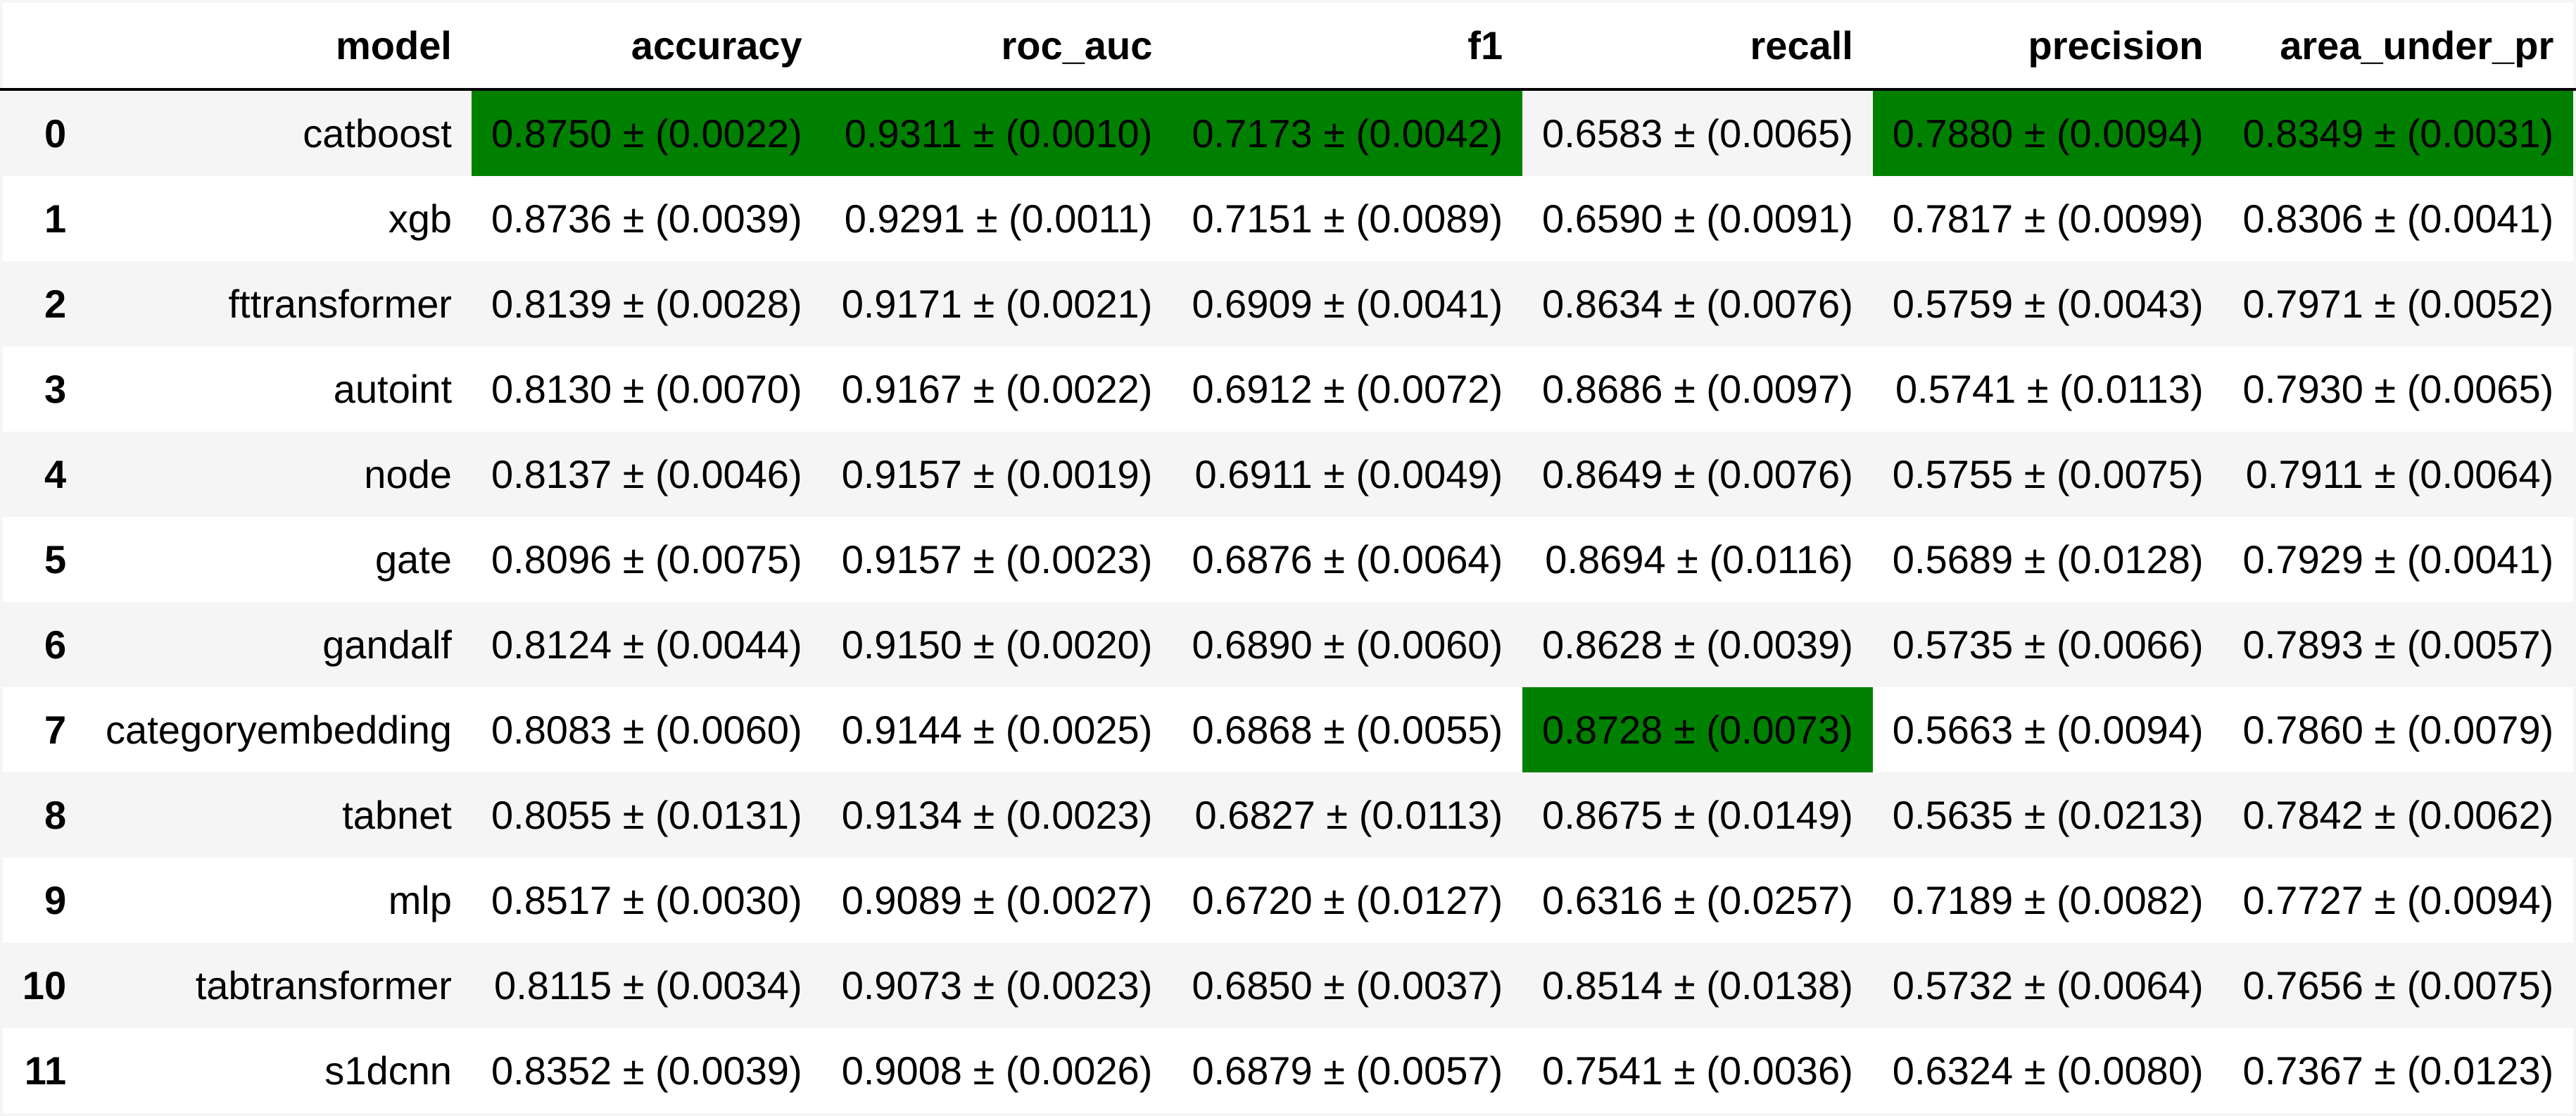 model accuracy roc_auc f1 recall precision area_under_pr
0 catboost 0.8750 ± (0.0022) 0.9311 ± (0.0010) 0.7173 ± (0.0042) 0.6583 ± (0.0065) 0.7880 ± (0.0094) 0.8349 ± (0.0031)
1 xgb 0.8736 ± (0.0039) 0.9291 ± (0.0011) 0.7151 ± (0.0089) 0.6590 ± (0.0091) 0.7817 ± (0.0099) 0.8306 ± (0.0041)
2 fttransformer 0.8139 ± (0.0028) 0.9171 ± (0.0021) 0.6909 ± (0.0041) 0.8634 ± (0.0076) 0.5759 ± (0.0043) 0.7971 ± (0.0052)
3 autoint 0.8130 ± (0.0070) 0.9167 ± (0.0022) 0.6912 ± (0.0072) 0.8686 ± (0.0097) 0.5741 ± (0.0113) 0.7930 ± (0.0065)
4 node 0.8137 ± (0.0046) 0.9157 ± (0.0019) 0.6911 ± (0.0049) 0.8649 ± (0.0076) 0.5755 ± (0.0075) 0.7911 ± (0.0064)
5 gate 0.8096 ± (0.0075) 0.9157 ± (0.0023) 0.6876 ± (0.0064) 0.8694 ± (0.0116) 0.5689 ± (0.0128) 0.7929 ± (0.0041)
6 gandalf 0.8124 ± (0.0044) 0.9150 ± (0.0020) 0.6890 ± (0.0060) 0.8628 ± (0.0039) 0.5735 ± (0.0066) 0.7893 ± (0.0057)
7 categoryembedding 0.8083 ± (0.0060) 0.9144 ± (0.0025) 0.6868 ± (0.0055) 0.8728 ± (0.0073) 0.5663 ± (0.0094) 0.7860 ± (0.0079)
8 tabnet 0.8055 ± (0.0131) 0.9134 ± (0.0023) 0.6827 ± (0.0113) 0.8675 ± (0.0149) 0.5635 ± (0.0213) 0.7842 ± (0.0062)
9 mlp 0.8517 ± (0.0030) 0.9089 ± (0.0027) 0.6720 ± (0.0127) 0.6316 ± (0.0257) 0.7189 ± (0.0082) 0.7727 ± (0.0094)
10 tabtransformer 0.8115 ± (0.0034) 0.9073 ± (0.0023) 0.6850 ± (0.0037) 0.8514 ± (0.0138) 0.5732 ± (0.0064) 0.7656 ± (0.0075)
11 s1dcnn 0.8352 ± (0.0039) 0.9008 ± (0.0026) 0.6879 ± (0.0057) 0.7541 ± (0.0036) 0.6324 ± (0.0080) 0.7367 ± (0.0123)